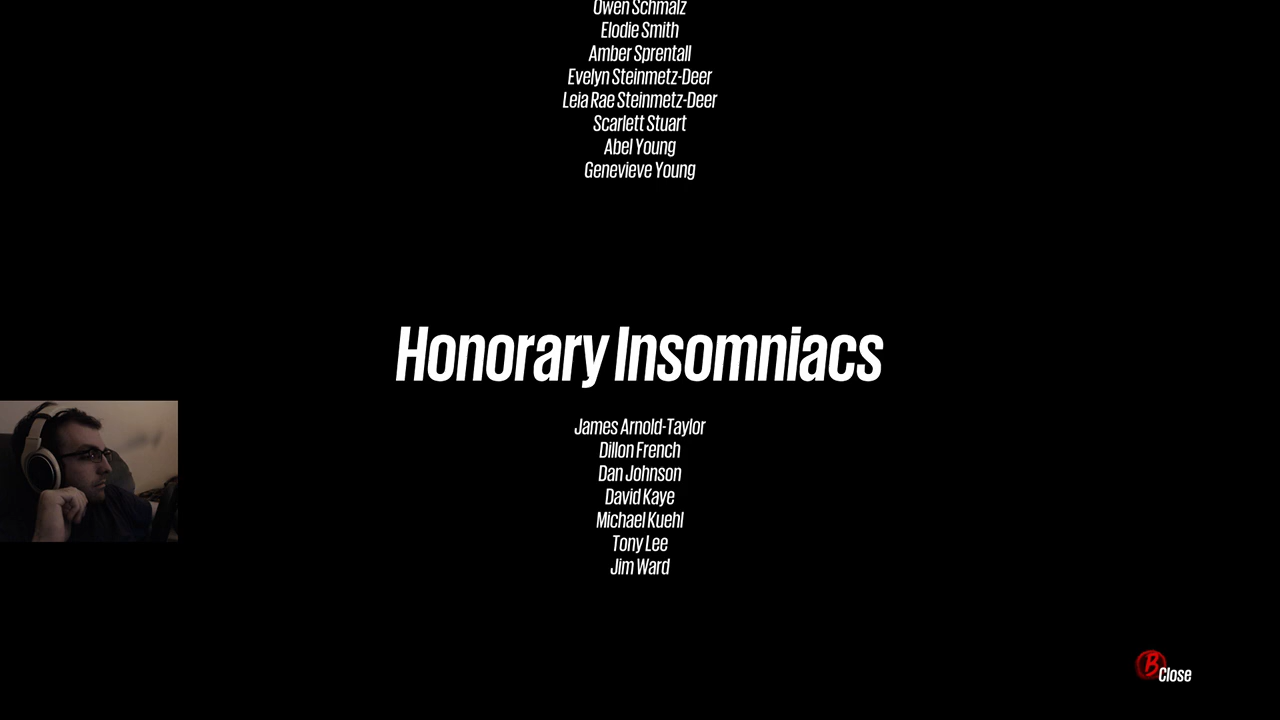 Owen Schmalz
Elodie Smith
Amber Sprentall
Evelyn Steinmetz-Deer
Leia Rae Steinmetz-Deer
Scarlett Stuart
Abel Young
Genevieve Young
Honorary Insomniacs
James Arnold-Taylor
Dillon French
Dan Johnson
David Kaye
Michael Kuehl
Tony Lee
Jim Ward
B Close